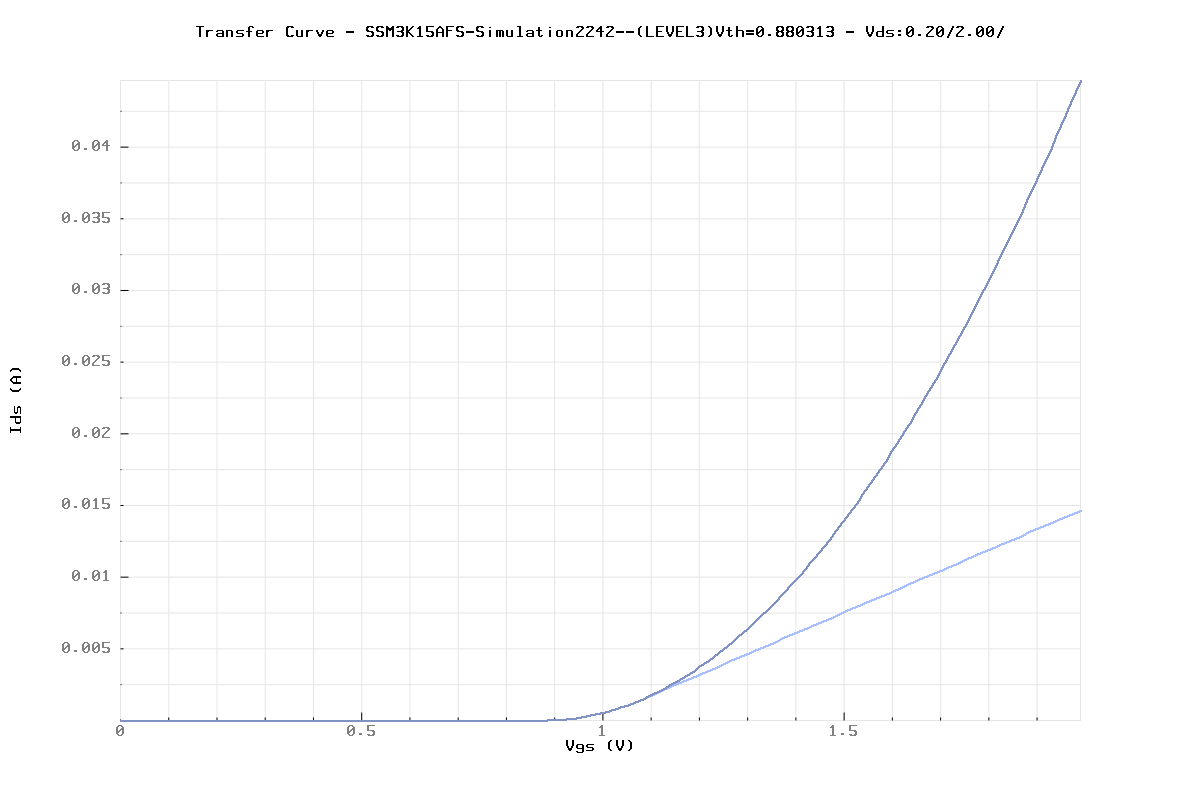 Transfer Curve - SSM3K15AFS-Simulation2242--(LEVEL3)Vth=0.880313 - Vds:0.20/2.00/
0.04
0.035
0.03
0.025
Ids (A)
0.02
0.015
0.01
0.005
0 0.5 1 1.5
Vgs (V)